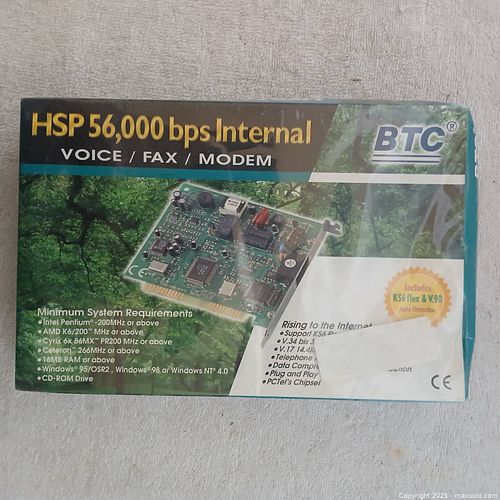 HSP 56,000 bps Internal
VOICE / FAX / MODEM
BTC®
Includes
K56 flex & V.90
Auto Detection
Minimum System Requirements
•Intel Pentium® 200MHz or above
•AMD K6/200™ MHz or above
•Cyrix 6x 86MX™ PR200 MHz or above
•Celeron™ 266MHz or above
•16MB RAM or above
•Windows® 95/OSR2, Windows® 98 or Windows NT® 4.0
•CD-ROM Drive
Rising to the Internet
•Support K56
•V.34 bis
•V.17 14.4
•Telephone
•Data
•Plug and Play
•PCTel's
CE
Copyright 2025 - maxsold.com